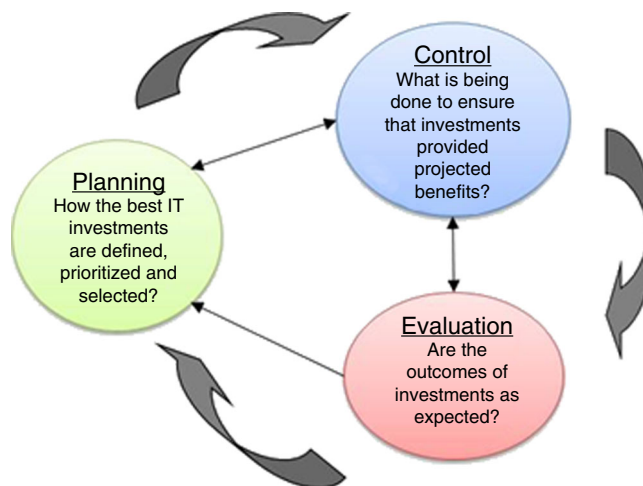 Control
What is being
done to ensure
that investments
provided
projected
benefits?
Planning
How the best IT
investments
are defined,
prioritized and
selected?
Evaluation
Are the
outcomes of
investments as
expected?